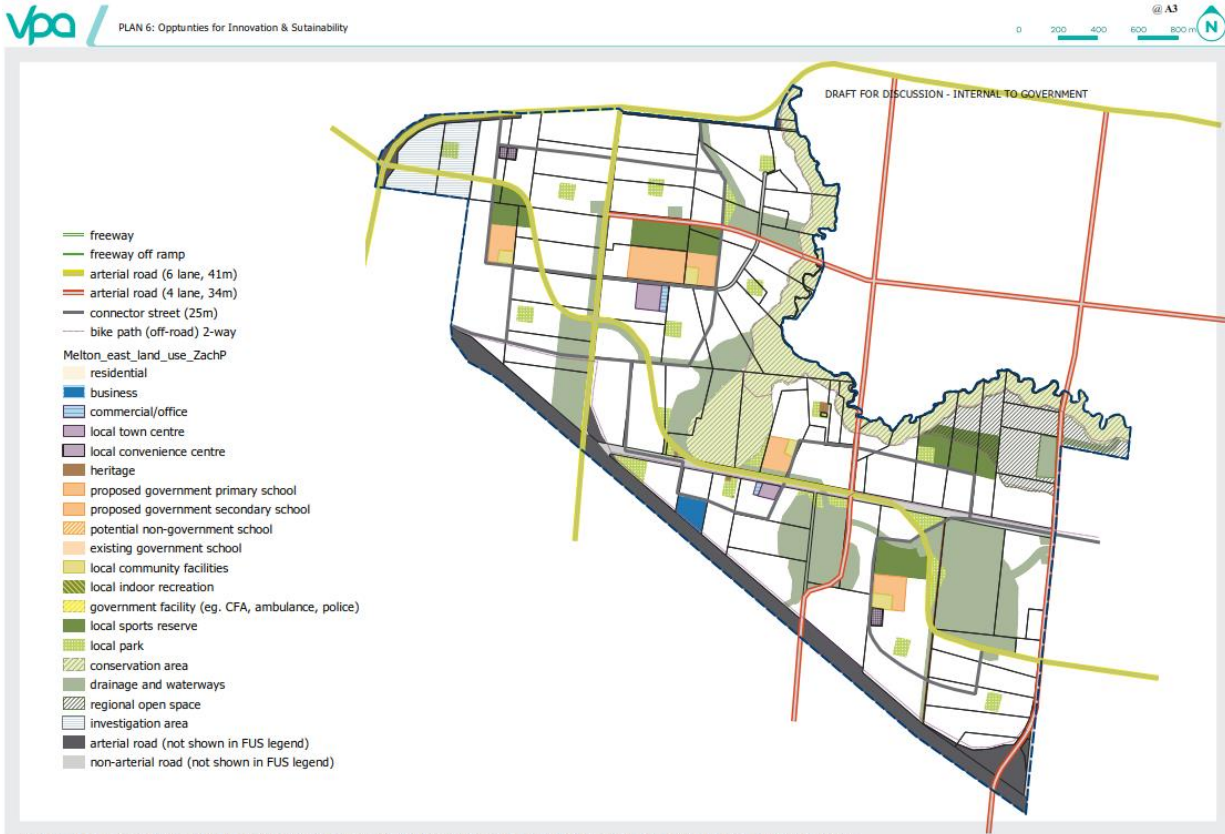 vpa
PLAN 6: Opptunties for Innovation & Sutainability
@ A3
0 200 400 600 800 m
N
DRAFT FOR DISCUSSION - INTERNAL TO GOVERNMENT
freeway
freeway off ramp
arterial road (6 lane, 41m)
arterial road (4 lane, 34m)
connector street (25m)
bike path (off-road) 2-way
Melton_east_land_use_ZachP
residential
business
commercial/office
local town centre
local convenience centre
heritage
proposed government primary school
proposed government secondary school
potential non-government school
existing government school
local community facilities
local indoor recreation
government facility (eg. CFA, ambulance, police)
local sports reserve
local park
conservation area
drainage and waterways
regional open space
investigation area
arterial road (not shown in FUS legend)
non-arterial road (not shown in FUS legend)